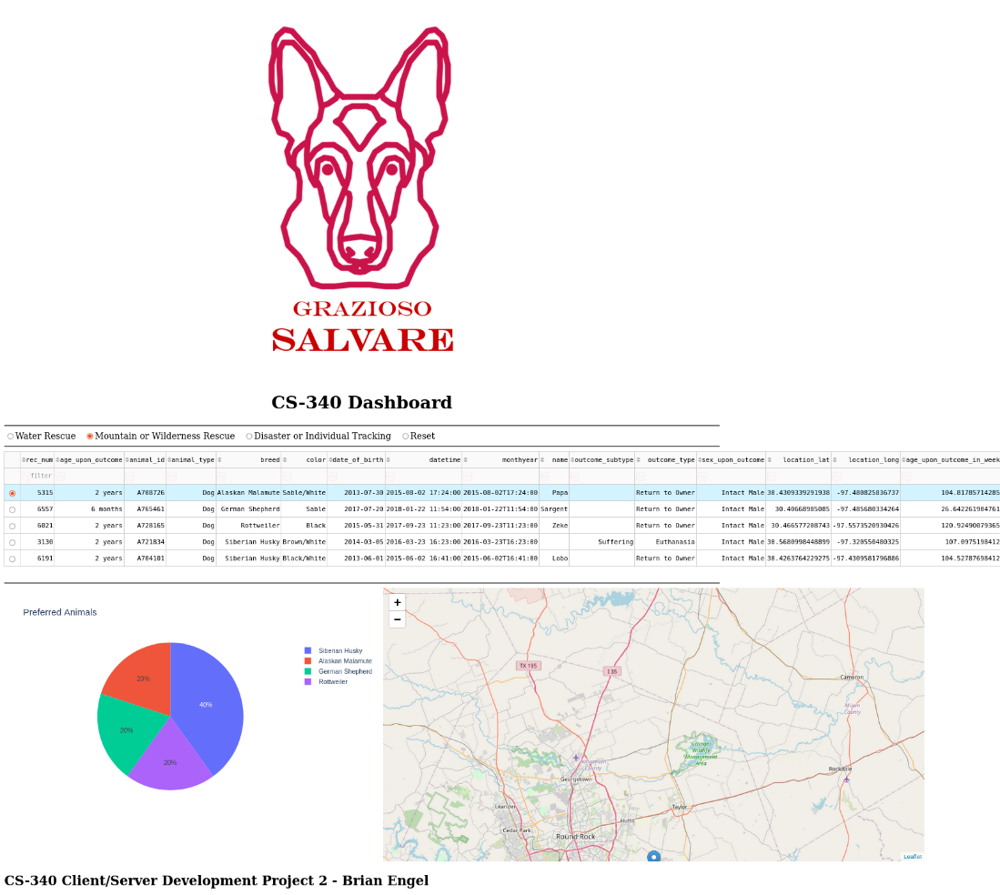 GRAZIOSO
SALVARE
CS-340 Dashboard
Water Rescue Mountain or Wilderness Rescue Disaster or Individual Tracking Reset
rec_num age_upon_outcome animal_id animal_type breed color date_of_birth datetime monthyear name outcome_subtype outcome_type sex_upon_outcome location_lat location_long age_upon_outcome_in_week
filter
5315 2 years A708726 Dog Alaskan Malamute Sable/White 2013-07-30 2015-08-02 17:24:00 2015-08-02T17:24:00 Papa Return to Owner Intact Male 30.4309339291938 -97.480825836737 104.81785714285
6557 6 months A765461 Dog German Shepherd Sable 2017-07-20 2018-01-22 11:54:00 2018-01-22T11:54:00 Sargent Return to Owner Intact Male 30.40668985085 -97.485680334264 26.642261904761
6021 2 years A728165 Dog Rottweiler Black 2015-05-31 2017-09-23 11:23:00 2017-09-23T11:23:00 Zeke Return to Owner Intact Male 30.466577208743 -97.5573520930426 120.92490079365
3130 2 years A721834 Dog Siberian Husky Brown/White 2014-03-05 2016-03-23 16:23:00 2016-03-23T16:23:00 Suffering Euthanasia Intact Male 30.5680998448899 -97.320550480325 107.0975198412
6191 2 years A704101 Dog Siberian Husky Black/White 2013-06-01 2015-06-02 16:41:00 2015-06-02T16:41:00 Lobo Return to Owner Intact Male 30.4263764229275 -97.4309581796886 104.52787698412
Preferred Animals
40%
20%
20%
20%
Siberian Husky
Alaskan Malamute
German Shepherd
Rottweiler
+
−
TX 195
I 35
Cameron
Milam
County
Granger
Wildlife
Management
Area
Williamson
County
Georgetown
Rockdale
Leander
Taylor
Hutto
Cedar Park
Round Rock
Leaflet
CS-340 Client/Server Development Project 2 - Brian Engel